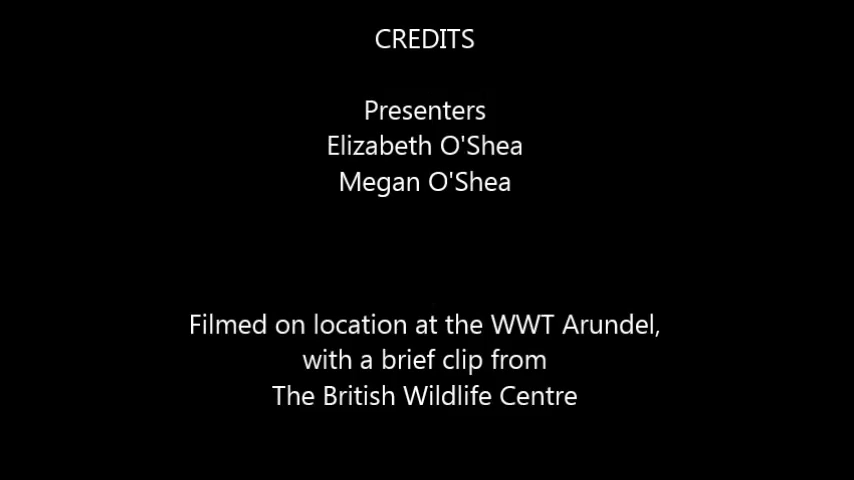 CREDITS
Presenters
Elizabeth O'Shea
Megan O'Shea
Filmed on location at the WWT Arundel,
with a brief clip from
The British Wildlife Centre